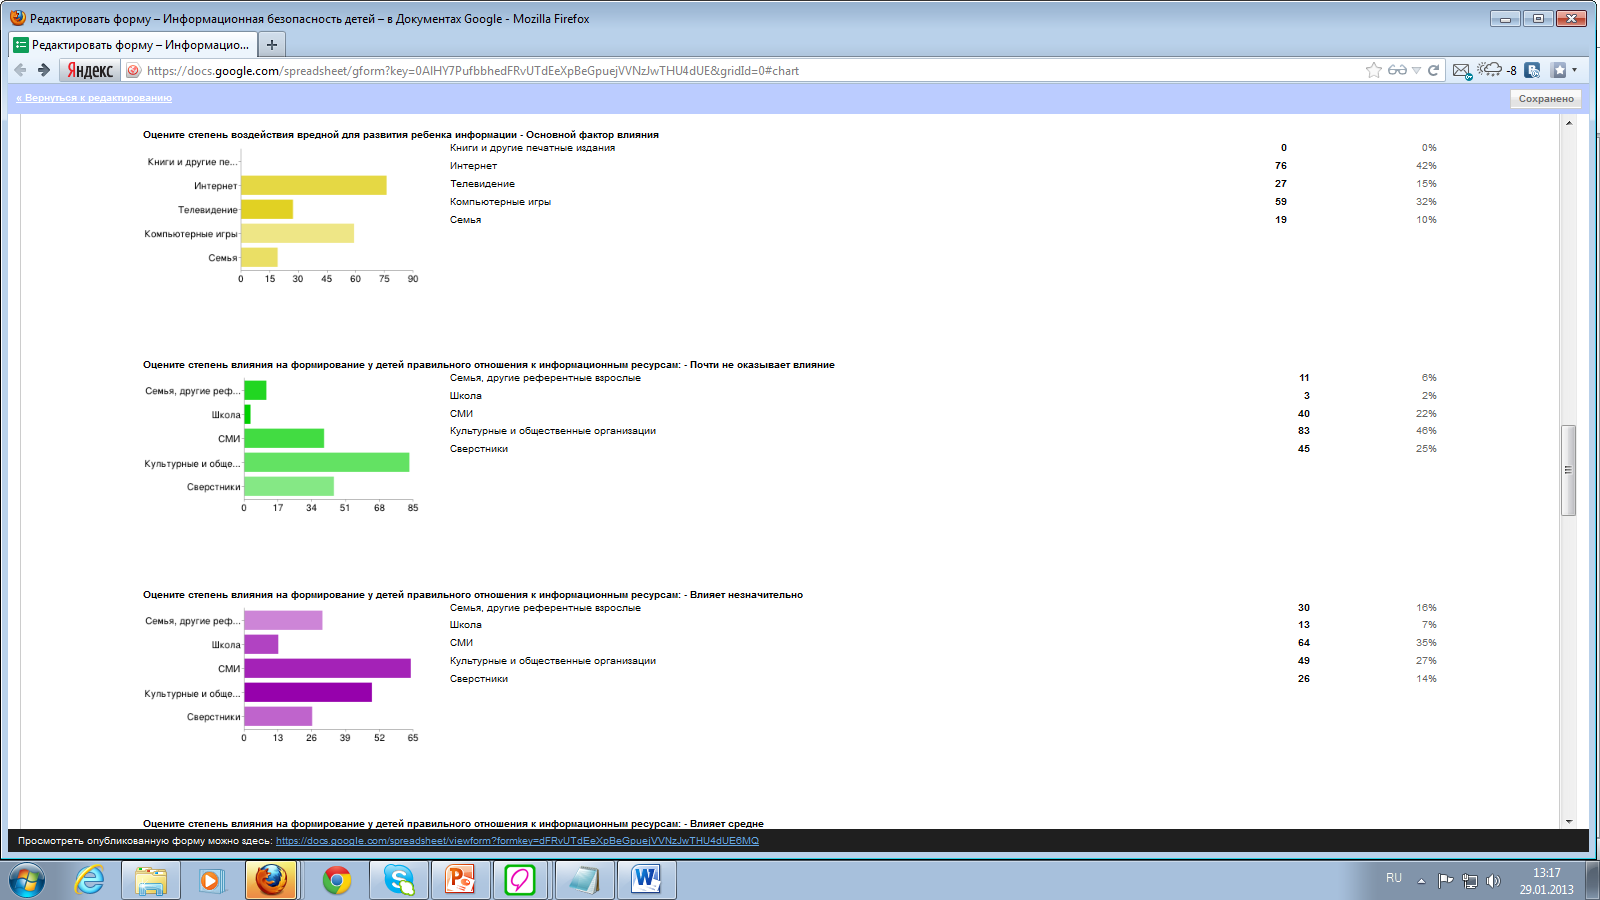 Редактировать форму – Информационная безопасность детей – в Документах Google - Mozilla Firefox
Редактировать форму – Информацио...
Яндекс
https://docs.google.com/spreadsheet/gform?key=0AlHY7PufbbhedFRvUTdEeXpBeGpuejVVNzJwTHU4dUE&gridId=0#chart
-8
« Вернуться к редактированию
Сохранено
Оцените степень воздействия вредной для развития ребенка информации - Основной фактор влияния
Книги и другие пе...
Интернет
Телевидение
Компьютерные игры
Семья
0 15 30 45 60 75 90
Книги и другие печатные издания 0 0%
Интернет 76 42%
Телевидение 27 15%
Компьютерные игры 59 32%
Семья 19 10%
Оцените степень влияния на формирование у детей правильного отношения к информационным ресурсам: - Почти не оказывает влияние
Семья, другие реф...
Школа
СМИ
Культурные и обще...
Сверстники
0 17 34 51 68 85
Семья, другие референтные взрослые 11 6%
Школа 3 2%
СМИ 40 22%
Культурные и общественные организации 83 46%
Сверстники 45 25%
Оцените степень влияния на формирование у детей правильного отношения к информационным ресурсам: - Влияет незначительно
Семья, другие реф...
Школа
СМИ
Культурные и обще...
Сверстники
0 13 26 39 52 65
Семья, другие референтные взрослые 30 16%
Школа 13 7%
СМИ 64 35%
Культурные и общественные организации 49 27%
Сверстники 26 14%
Оцените степень влияния на формирование у детей правильного отношения к информационным ресурсам: - Влияет средне
Просмотреть опубликованную форму можно здесь: https://docs.google.com/spreadsheet/viewform?formkey=dFRvUTdEeXpBeGpuejVVNzJwTHU4dUE6MQ
RU
13:17
29.01.2013